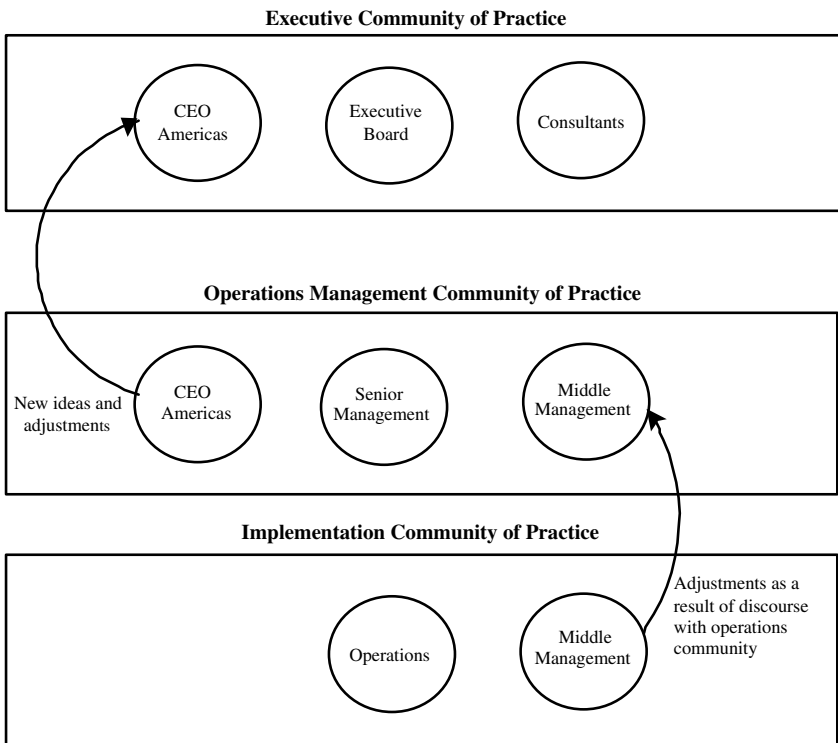 Executive Community of Practice
CEO
Americas
Executive
Board
Consultants
Operations Management Community of Practice
New ideas and
adjustments
CEO
Americas
Senior
Management
Middle
Management
Implementation Community of Practice
Operations
Middle
Management
Adjustments as a
result of discourse
with operations
community